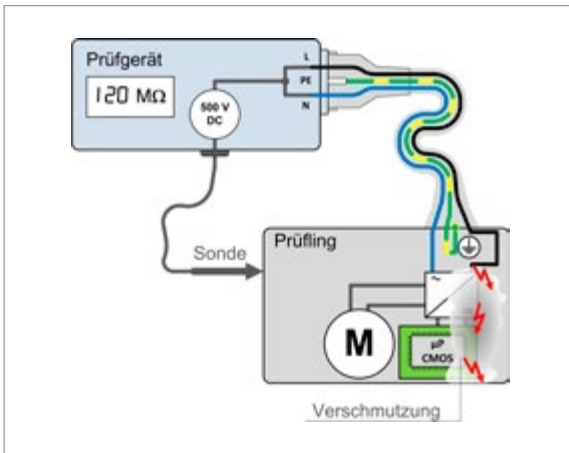 Prüfgerät
120 MΩ
500 V
DC
L
PE
N
Sonde
Prüfling
~
M
µP
CMOS
Verschmutzung